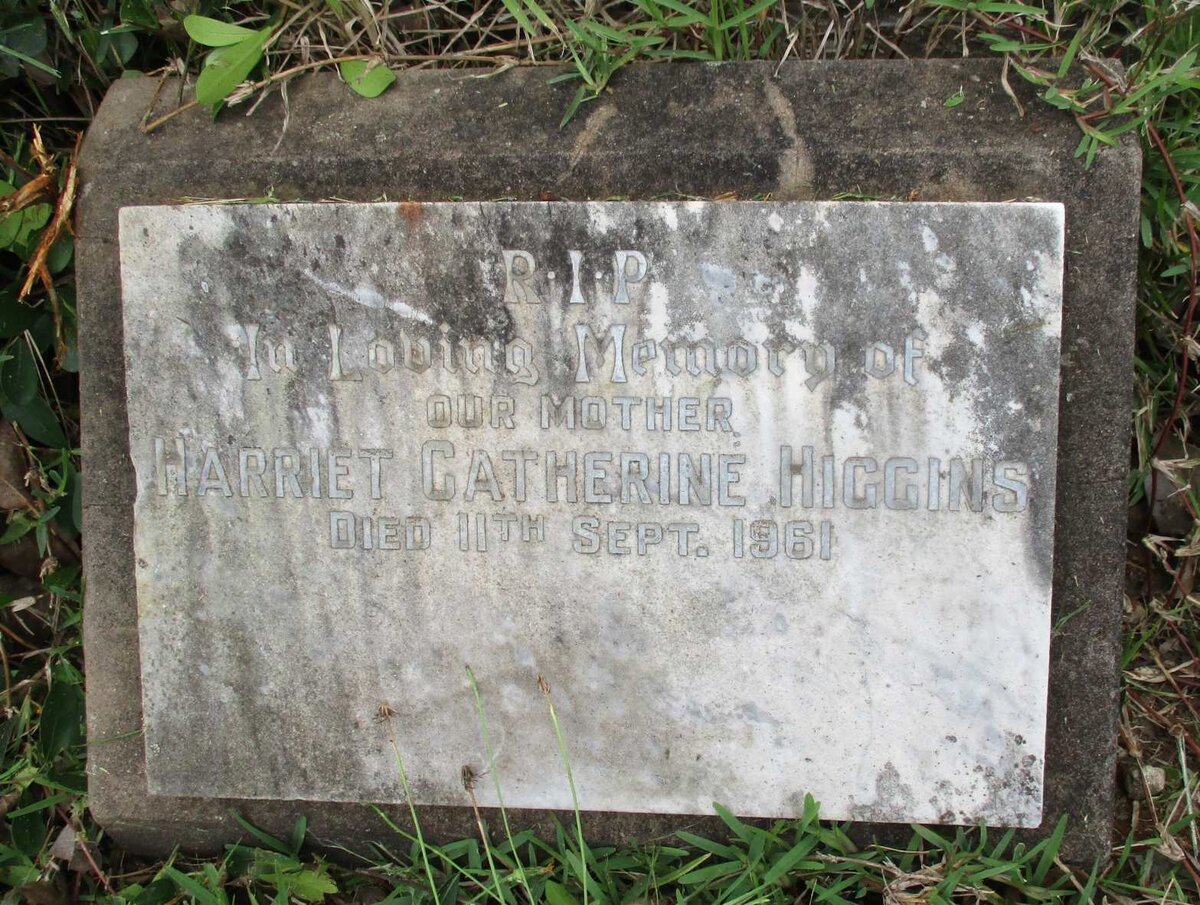 R·I·P
In Loving Memory of
OUR MOTHER
HARRIET CATHERINE HIGGINS
DIED 11TH SEPT. 1961